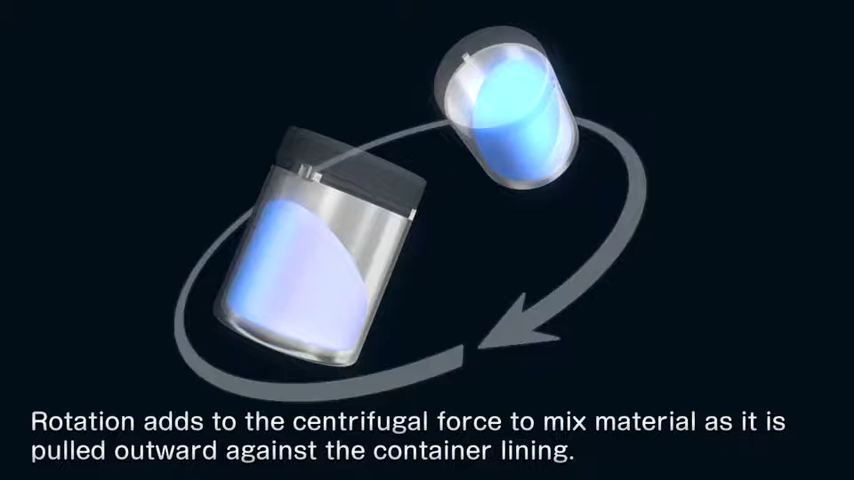 Rotation adds to the centrifugal force to mix material as it is
pulled outward against the container lining.